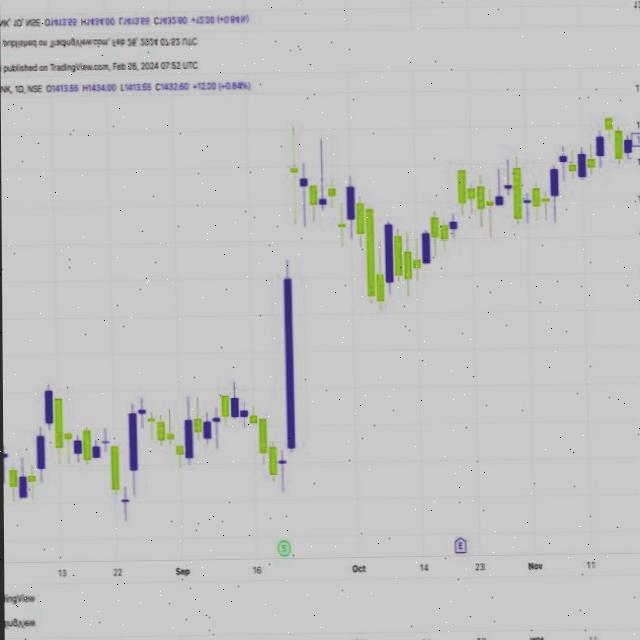 NK, 1D, NSE O1413.55 H1434.00 L1413.55 C1432.60 +12.00 (+0.84%)
published on TradingView.com, Feb 26, 2024 07:52 UTC
published on TradingView.com, Feb 26, 2024 07:52 UTC
NK, 1D, NSE O1413.55 H1434.00 L1413.55 C1432.60 +12.00 (+0.84%)
S
E
13 22 Sep 16 Oct 14 23 Nov 11
ingView
ingView